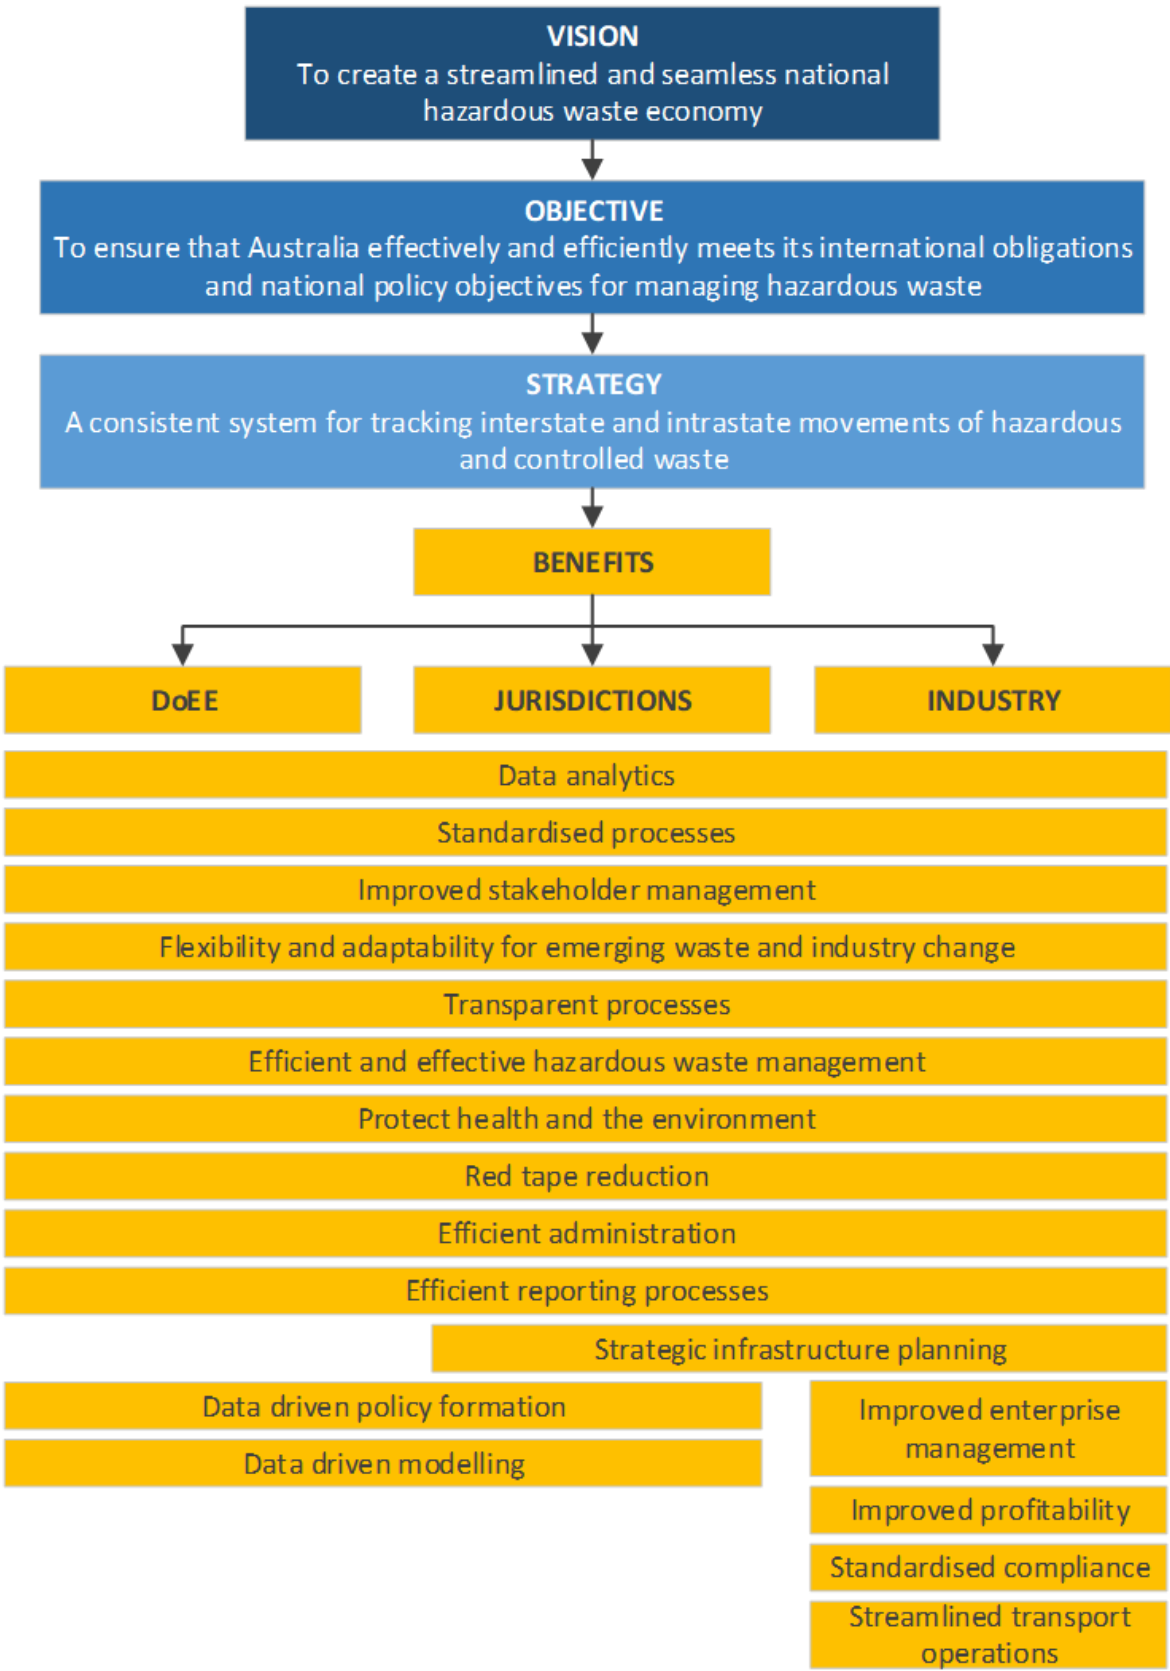 VISION
To create a streamlined and seamless national
hazardous waste economy
OBJECTIVE
To ensure that Australia effectively and efficiently meets its international obligations
and national policy objectives for managing hazardous waste
STRATEGY
A consistent system for tracking interstate and intrastate movements of hazardous
and controlled waste
BENEFITS
DoEE
JURISDICTIONS
INDUSTRY
Data analytics
Standardised processes
Improved stakeholder management
Flexibility and adaptability for emerging waste and industry change
Transparent processes
Efficient and effective hazardous waste management
Protect health and the environment
Red tape reduction
Efficient administration
Efficient reporting processes
Strategic infrastructure planning
Data driven policy formation
Data driven modelling
Improved enterprise
management
Improved profitability
Standardised compliance
Streamlined transport
operations